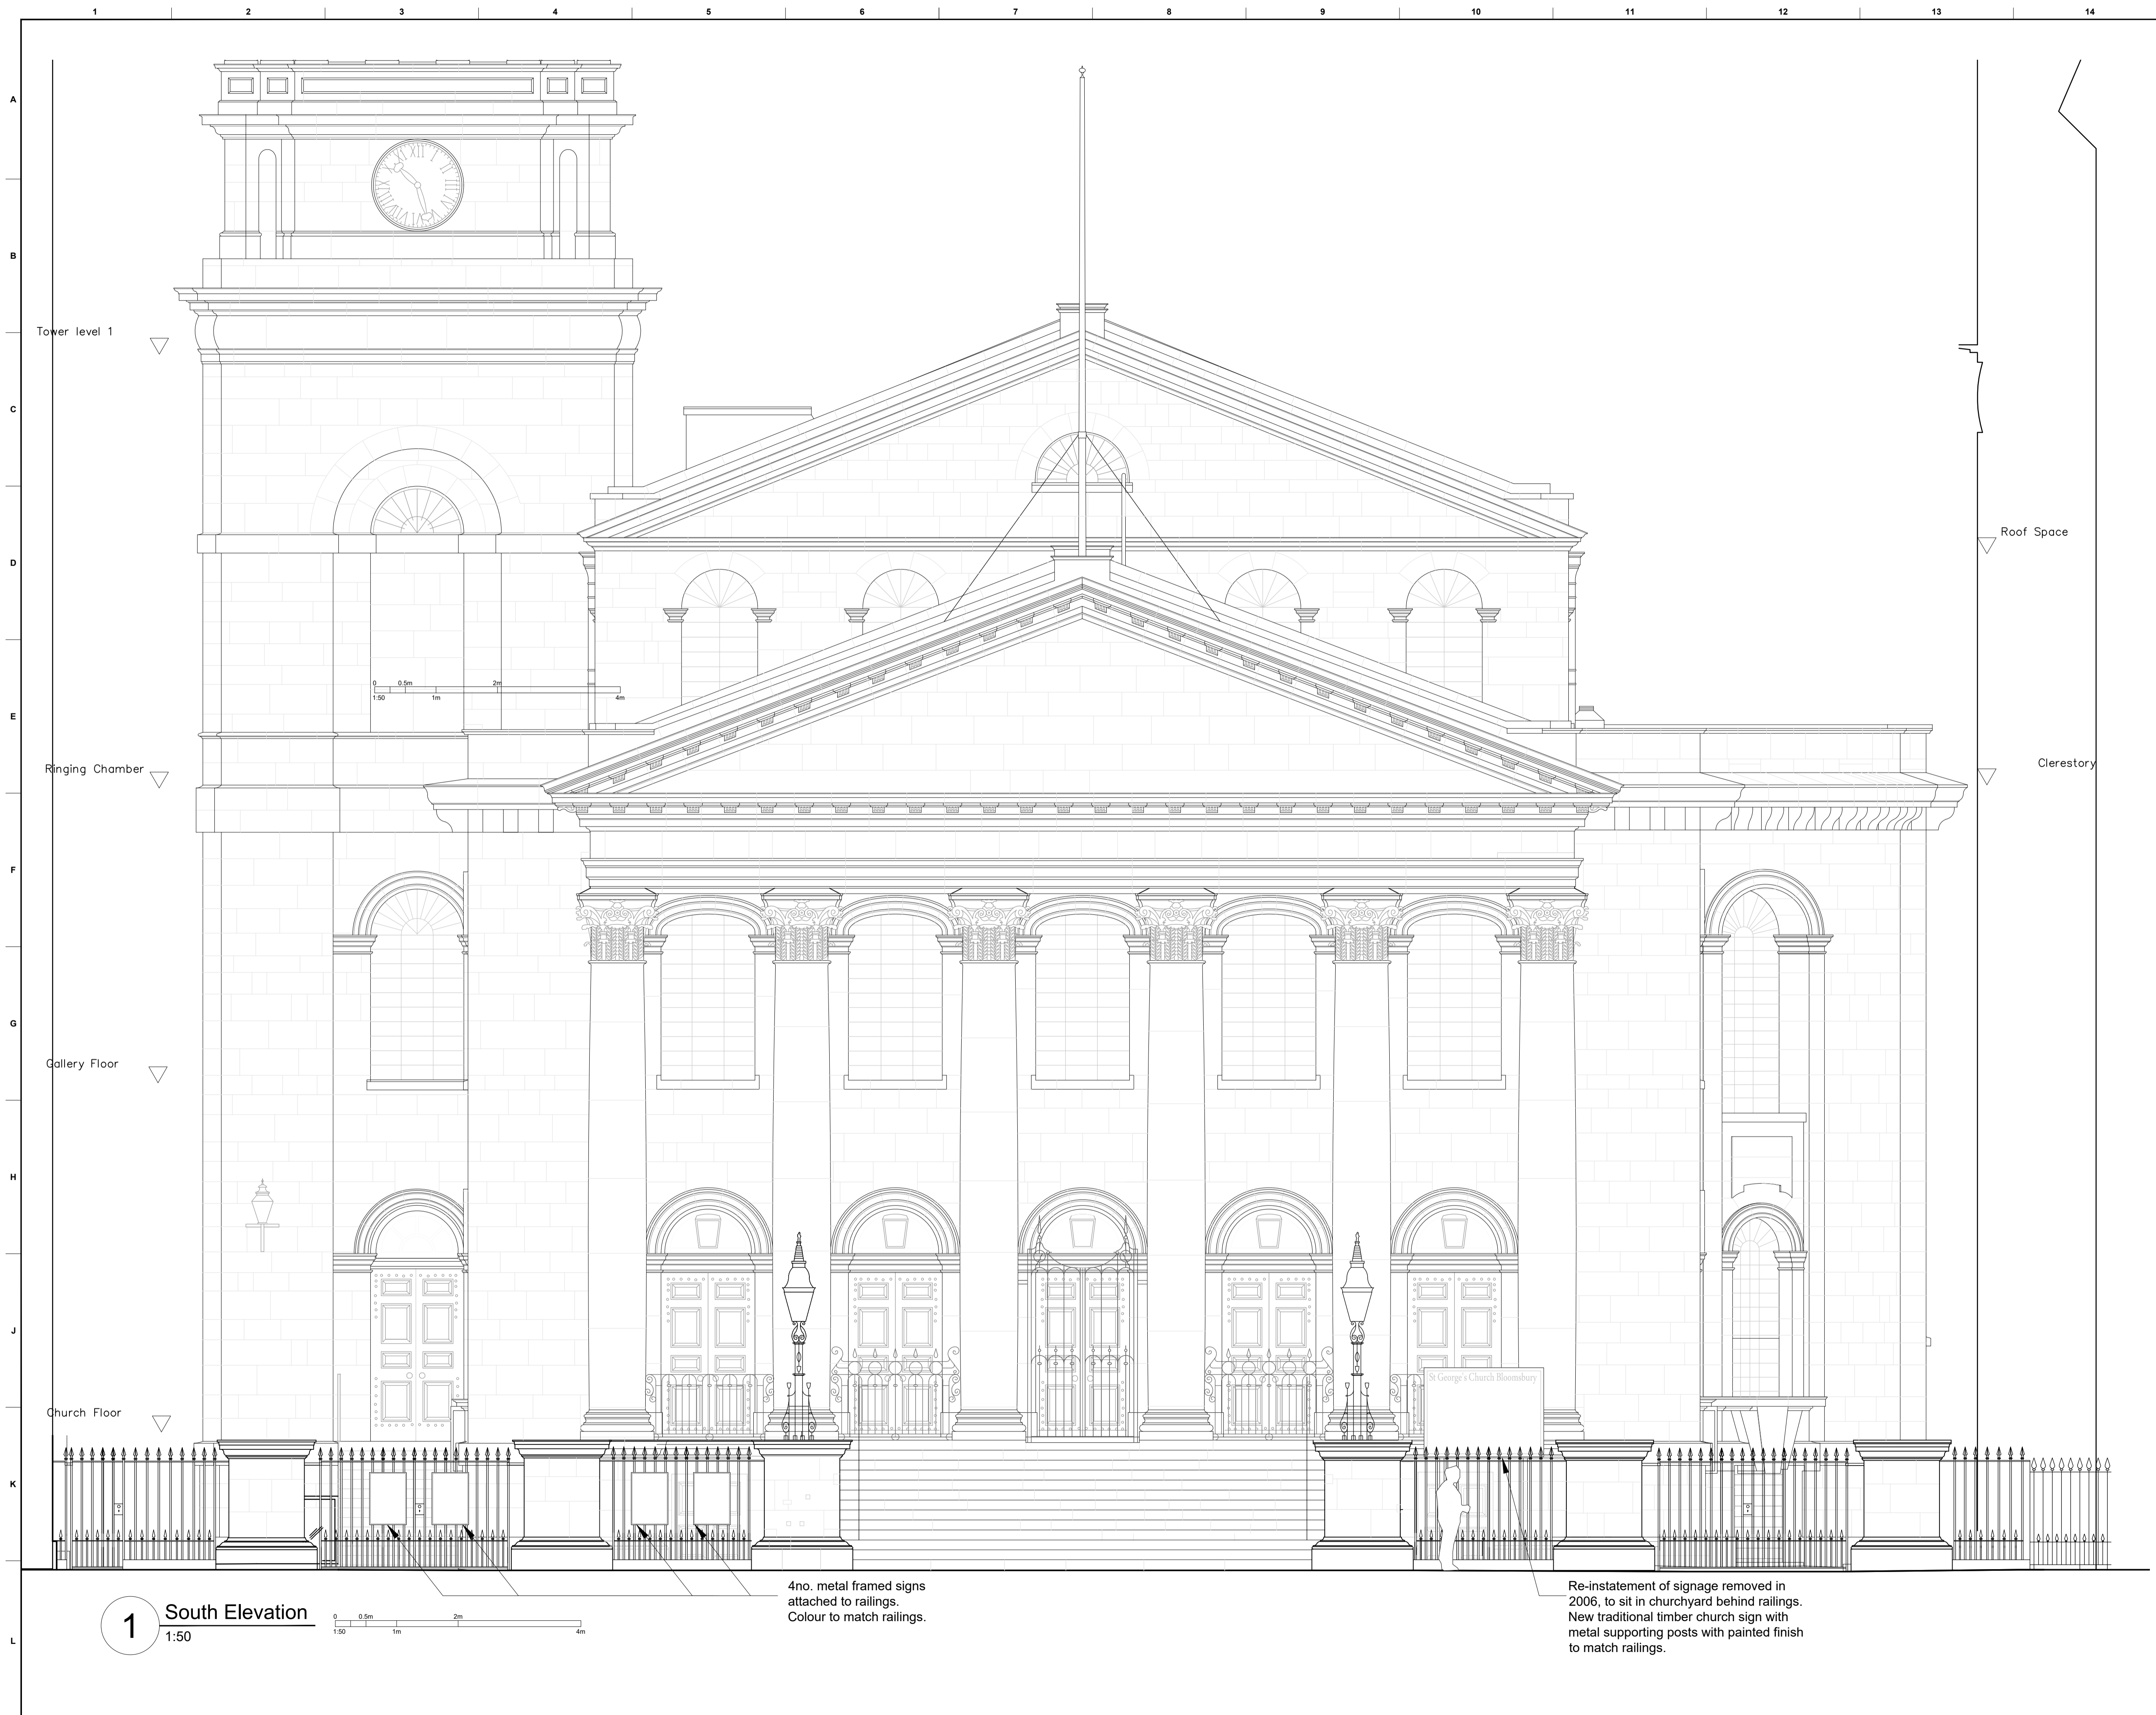 1 2 3 4 5 6 7 8 9 10 11 12 13 14
A
B
Tower level 1
C
Roof Space
D
0 0.5m 2m
1:50 1m 4m
E
Ringing Chamber
Clerestory
F
G
Gallery Floor
H
J
St George's Church Bloomsbury
Church Floor
K
4no. metal framed signs
attached to railings.
Colour to match railings.
Re-instatement of signage removed in
2006, to sit in churchyard behind railings.
New traditional timber church sign with
metal supporting posts with painted finish
to match railings.
1
South Elevation
1:50
0 0.5m 2m
1:50 1m 4m
L